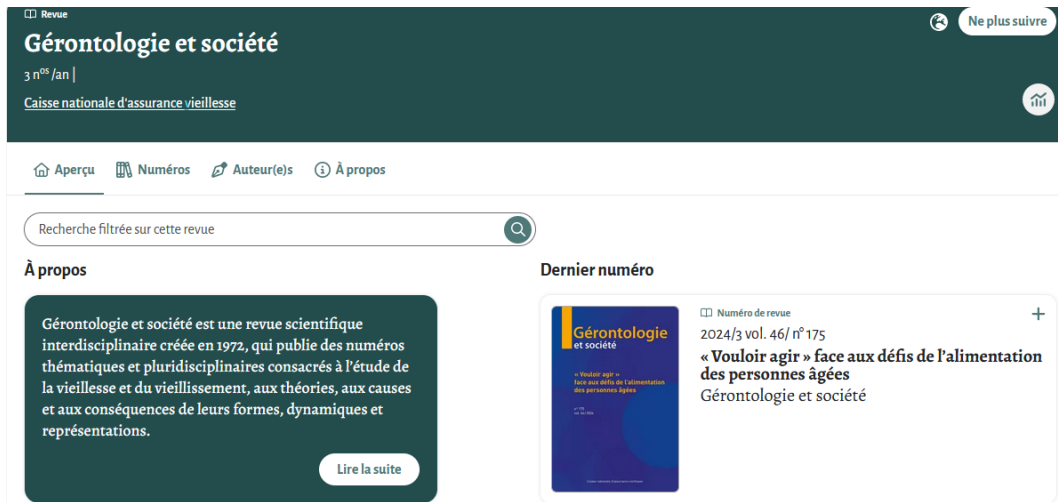 Revue
Gérontologie et société
Ne plus suivre
3 nos /an |
Caisse nationale d'assurance vieillesse
Aperçu
Numéros
Auteur(e)s
À propos
Recherche filtrée sur cette revue
À propos
Gérontologie et société est une revue scientifique
interdisciplinaire créée en 1972, qui publie des numéros
thématiques et pluridisciplinaires consacrés à l'étude de
la vieillesse et du vieillissement, aux théories, aux causes
et aux conséquences de leurs formes, dynamiques et
représentations.
Lire la suite
Dernier numéro
Gérontologie
et société
« Vouloir agir »
face aux défis de l'alimentation
des personnes âgées
n° 175
vol. 46/2024
Numéro de revue
2024/3 vol. 46/ n° 175
« Vouloir agir » face aux défis de l'alimentation
des personnes âgées
Gérontologie et société